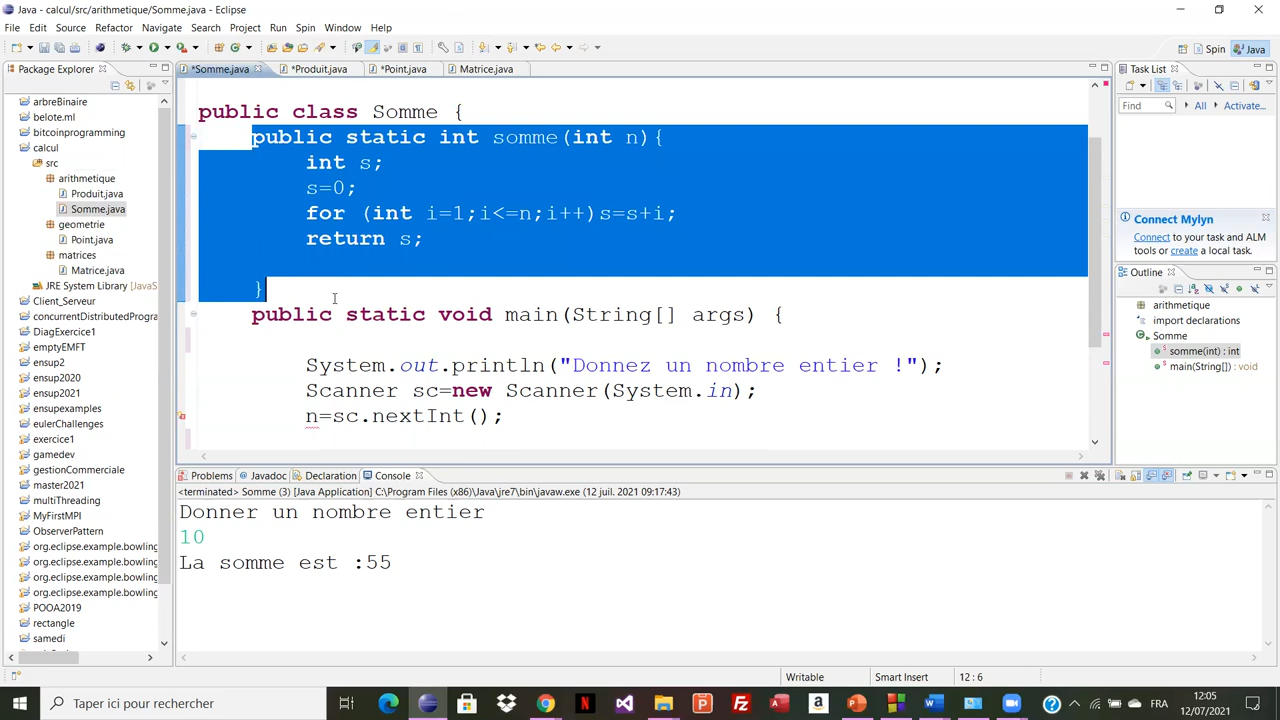 Java - calcul/src/arithmetique/Somme.java - Eclipse
File Edit Source Refactor Navigate Search Project Run Spin Window Help
Spin Java
Package Explorer
*Somme.java *Produit.java *Point.java Matrice.java
Task List
arbreBinaire
belote.ml
bitcoinprogramming
calcul
src
arithmetique
Produit.java
Somme.java
geometrie
Point.java
matrices
Matrice.java
JRE System Library [JavaS
Client_Serveur
concurrentDistributedProgra
DiagExercice1
emptyEMFT
ensup2
ensup2020
ensup2021
ensupexamples
eulerChallenges
exercice1
gamedev
gestionCommerciale
master2021
multiThreading
MyFirstMPI
ObserverPattern
org.eclipse.example.bowling
org.eclipse.example.bowling
org.eclipse.example.bowling
org.eclipse.example.bowling
POOA2019
rectangle
samedi
public class Somme {
public static int somme(int n){
int s;
s=0;
for (int i=1;i<=n;i++)s=s+i;
return s;
}
public static void main(String[] args) {
System.out.println("Donnez un nombre entier !");
Scanner sc=new Scanner(System.in);
n=sc.nextInt();
Find All Activate...
Connect Mylyn
Connect to your task and ALM
tools or create a local task.
Outline
arithmetique
import declarations
Somme
somme(int) : int
main(String[]) : void
Problems @ Javadoc Declaration Console
<terminated> Somme (3) [Java Application] C:\Program Files (x86)\Java\jre7\bin\javaw.exe (12 juil. 2021 09:17:43)
Donner un nombre entier
10
La somme est :55
Writable Smart Insert 12 : 6
Taper ici pour rechercher
FRA
12:05
12/07/2021